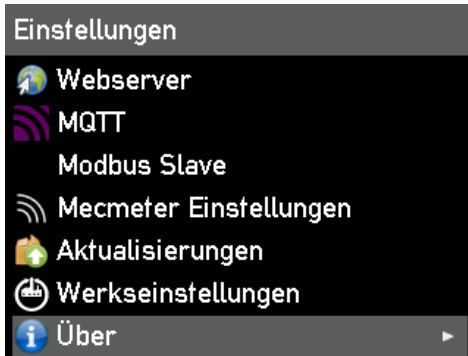 Einstellungen
Webserver
MQTT
Modbus Slave
Mecmeter Einstellungen
Aktualisierungen
Werkseinstellungen
Über